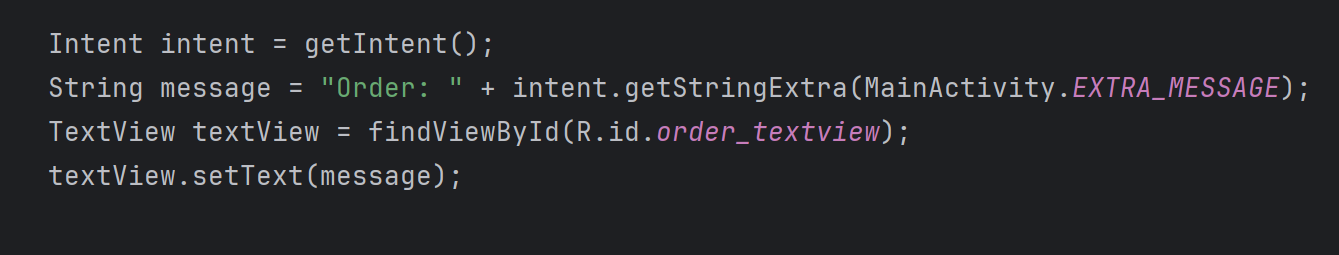 Intent intent = getIntent();
String message = "Order: " + intent.getStringExtra(MainActivity.EXTRA_MESSAGE);
TextView textView = findViewById(R.id.order_textview);
textView.setText(message);